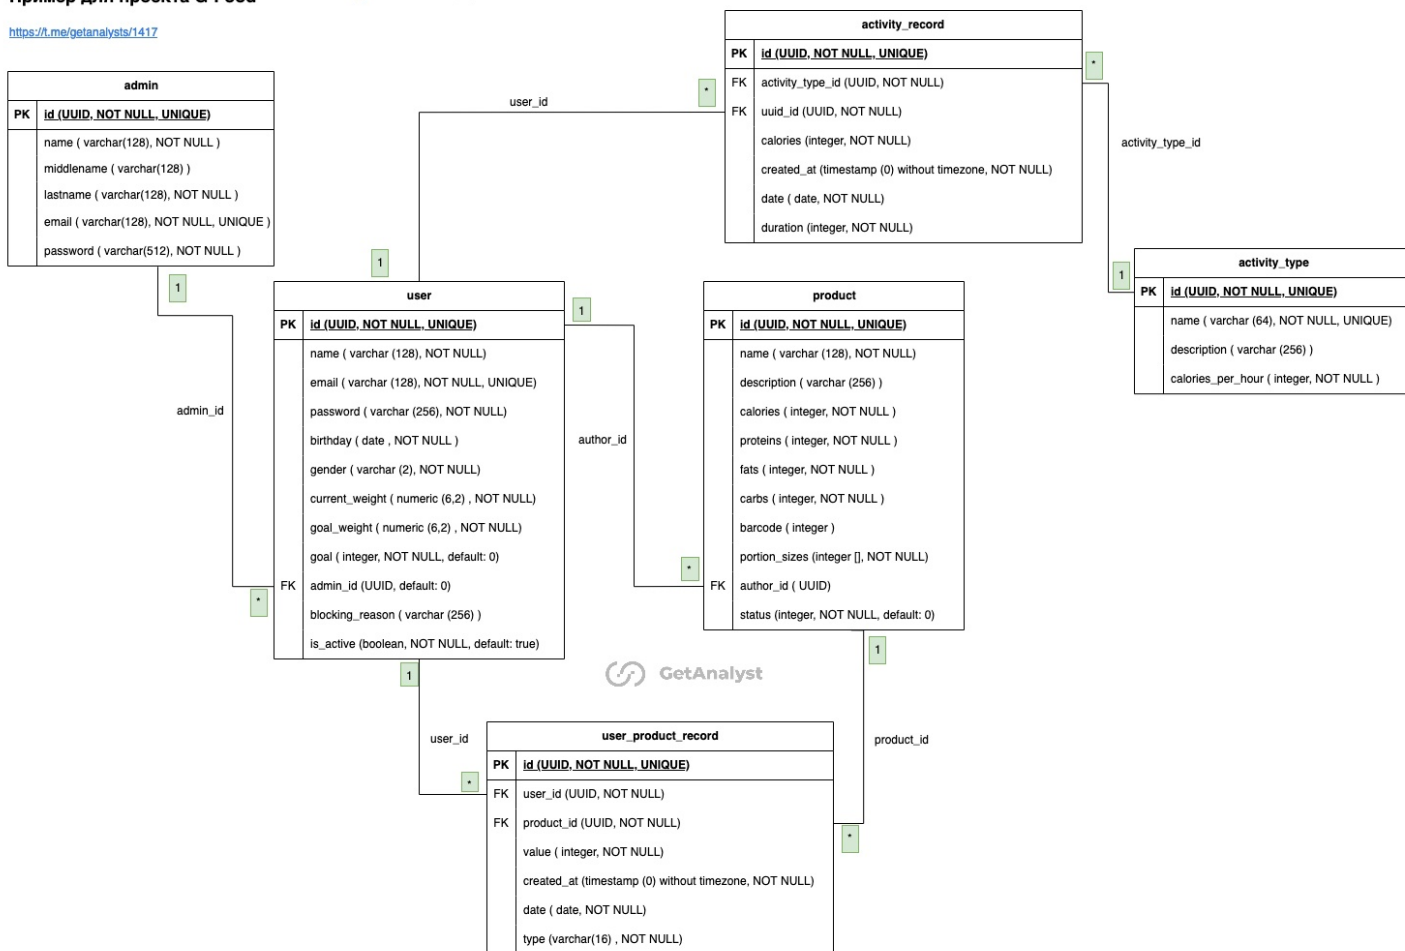 https://t.me/getanalysts/1417
activity_record
PK id (UUID, NOT NULL, UNIQUE)
FK activity_type_id (UUID, NOT NULL)
FK uuid_id (UUID, NOT NULL)
calories (integer, NOT NULL)
created_at (timestamp (0) without timezone, NOT NULL)
date ( date, NOT NULL)
duration (integer, NOT NULL)
*
*
user_id
activity_type_id
admin
PK id (UUID, NOT NULL, UNIQUE)
name ( varchar(128), NOT NULL )
middlename ( varchar(128) )
lastname ( varchar(128), NOT NULL )
email ( varchar(128), NOT NULL, UNIQUE )
password ( varchar(512), NOT NULL )
1
1
1
activity_type
PK id (UUID, NOT NULL, UNIQUE)
name ( varchar (64), NOT NULL, UNIQUE)
description ( varchar (256) )
calories_per_hour ( integer, NOT NULL )
user
PK id (UUID, NOT NULL, UNIQUE)
name ( varchar (128), NOT NULL)
email ( varchar (128), NOT NULL, UNIQUE)
password ( varchar (256), NOT NULL)
birthday ( date , NOT NULL )
gender ( varchar (2), NOT NULL)
current_weight ( numeric (6,2) , NOT NULL)
goal_weight ( numeric (6,2) , NOT NULL)
goal ( integer, NOT NULL, default: 0)
FK admin_id (UUID, default: 0)
blocking_reason ( varchar (256) )
is_active (boolean, NOT NULL, default: true)
admin_id
*
1
author_id
*
product
PK id (UUID, NOT NULL, UNIQUE)
name ( varchar (128), NOT NULL)
description ( varchar (256) )
calories ( integer, NOT NULL )
proteins ( integer, NOT NULL )
fats ( integer, NOT NULL )
carbs ( integer, NOT NULL )
barcode ( integer )
portion_sizes (integer [], NOT NULL)
FK author_id ( UUID)
status (integer, NOT NULL, default: 0)
1
1
GetAnalyst
user_id
product_id
*
*
user_product_record
PK id (UUID, NOT NULL, UNIQUE)
FK user_id (UUID, NOT NULL)
FK product_id (UUID, NOT NULL)
value ( integer, NOT NULL)
created_at (timestamp (0) without timezone, NOT NULL)
date ( date, NOT NULL)
type (varchar(16) , NOT NULL)